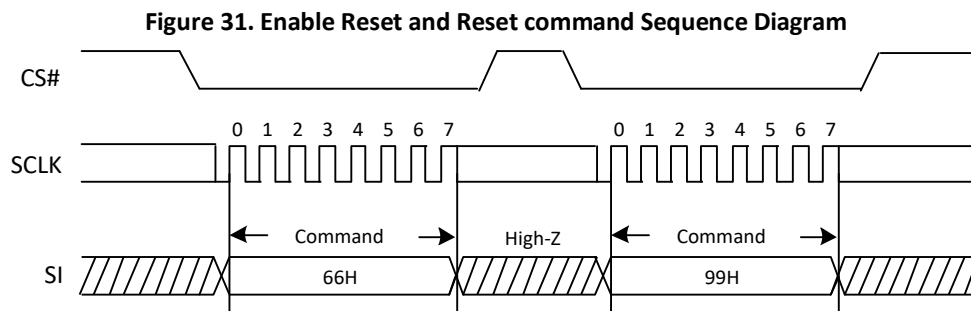 Figure 31. Enable Reset and Reset command Sequence Diagram
CS#
0 1 2 3 4 5 6 7 0 1 2 3 4 5 6 7
SCLK
Command High-Z Command
SI 66H 99H